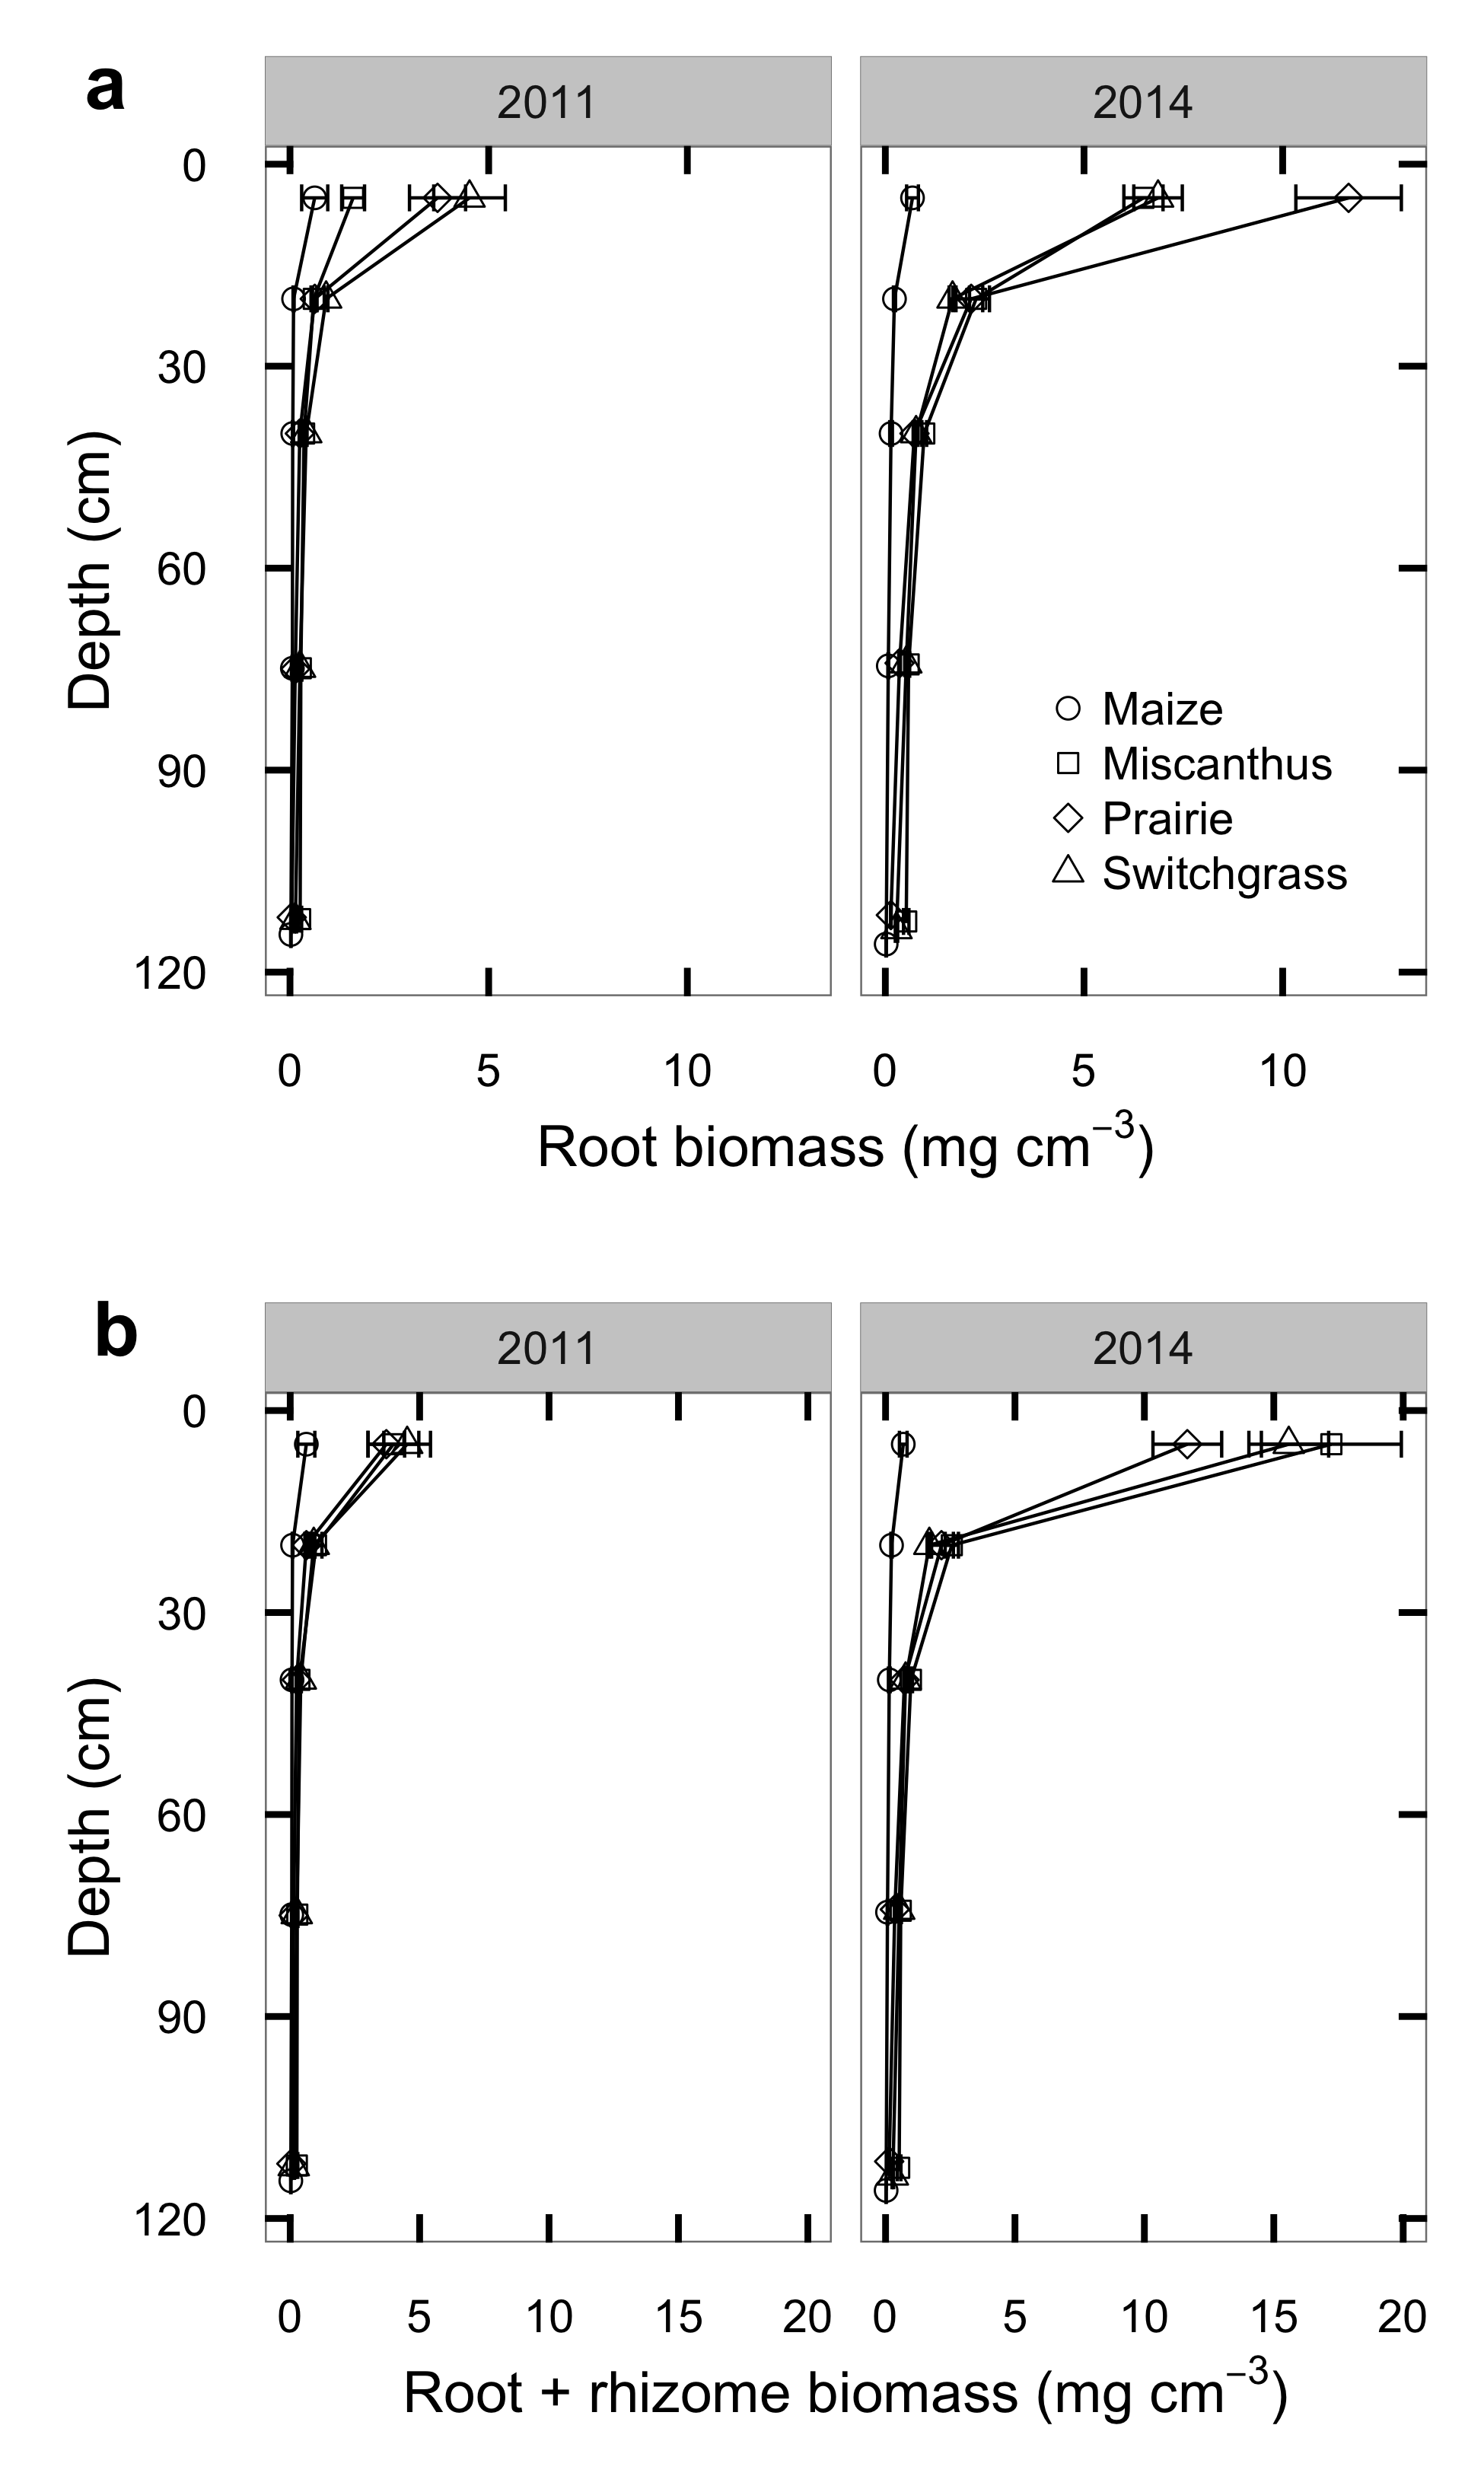 a
2011 2014
0
30
60
90
120
Depth (cm)
Maize
Miscanthus
Prairie
Switchgrass
0 5 10 0 5 10
Root biomass (mg cm−3)
b
2011 2014
0
30
60
90
120
Depth (cm)
0 5 10 15 20 0 5 10 15 20
Root + rhizome biomass (mg cm−3)